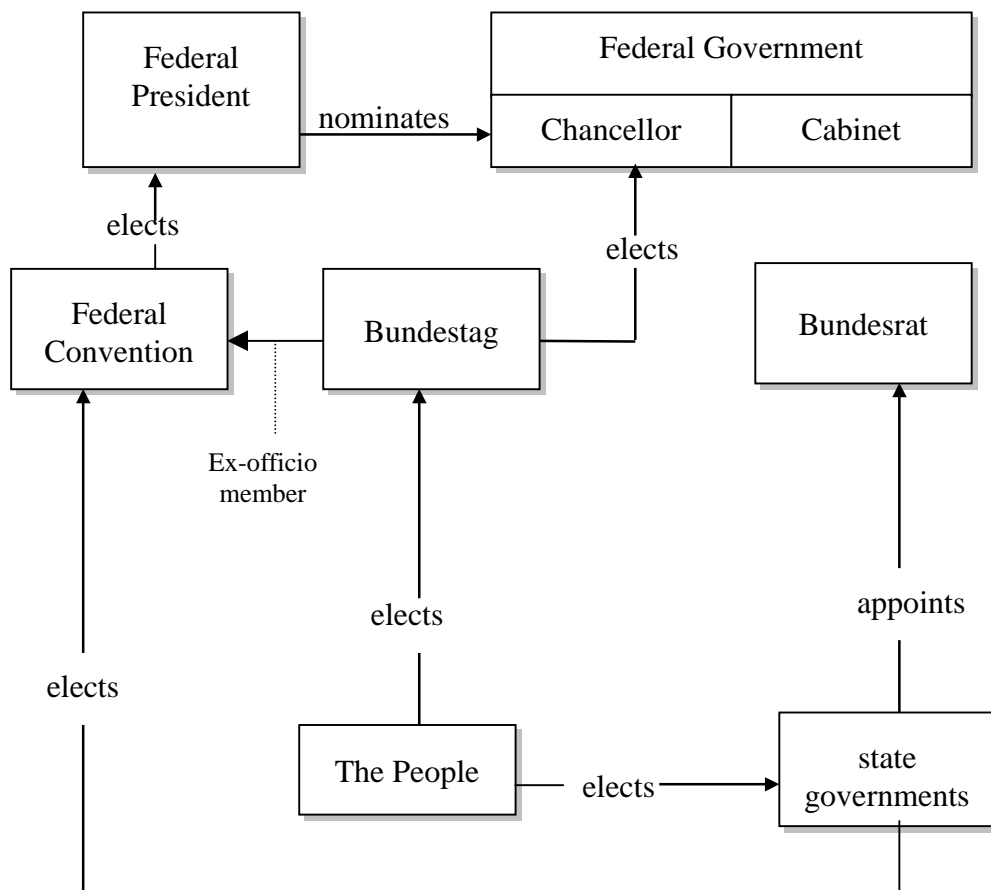 Federal
President
Federal Government
nominates
Chancellor
Cabinet
elects
elects
Federal
Convention
Bundestag
Bundesrat
Ex-officio
member
elects
appoints
elects
The People
elects
state
governments